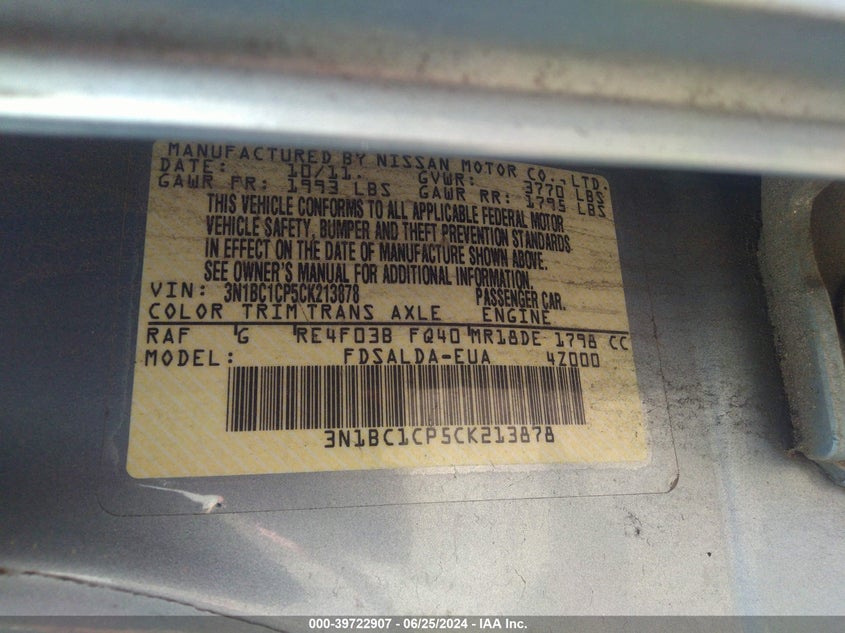 MANUFACTURED BY NISSAN MOTOR CO., LTD.
DATE: 10/11. GVWR: 3770 LBS
GAWR FR: 1993 LBS GAWR RR: 1795 LBS
THIS VEHICLE CONFORMS TO ALL APPLICABLE FEDERAL MOTOR
VEHICLE SAFETY, BUMPER AND THEFT PREVENTION STANDARDS
IN EFFECT ON THE DATE OF MANUFACTURE SHOWN ABOVE.
SEE OWNER'S MANUAL FOR ADDITIONAL INFORMATION.
VIN: 3N1BC1CP5CK213878 PASSENGER CAR.
COLOR TRIM TRANS AXLE ENGINE
RAF G RE4F03B FQ40 MR18DE 1798 CC
MODEL: FDSALDA-EUA 4Z000
3N1BC1CP5CK213878
000-39722907 - 06/25/2024 - IAA Inc.